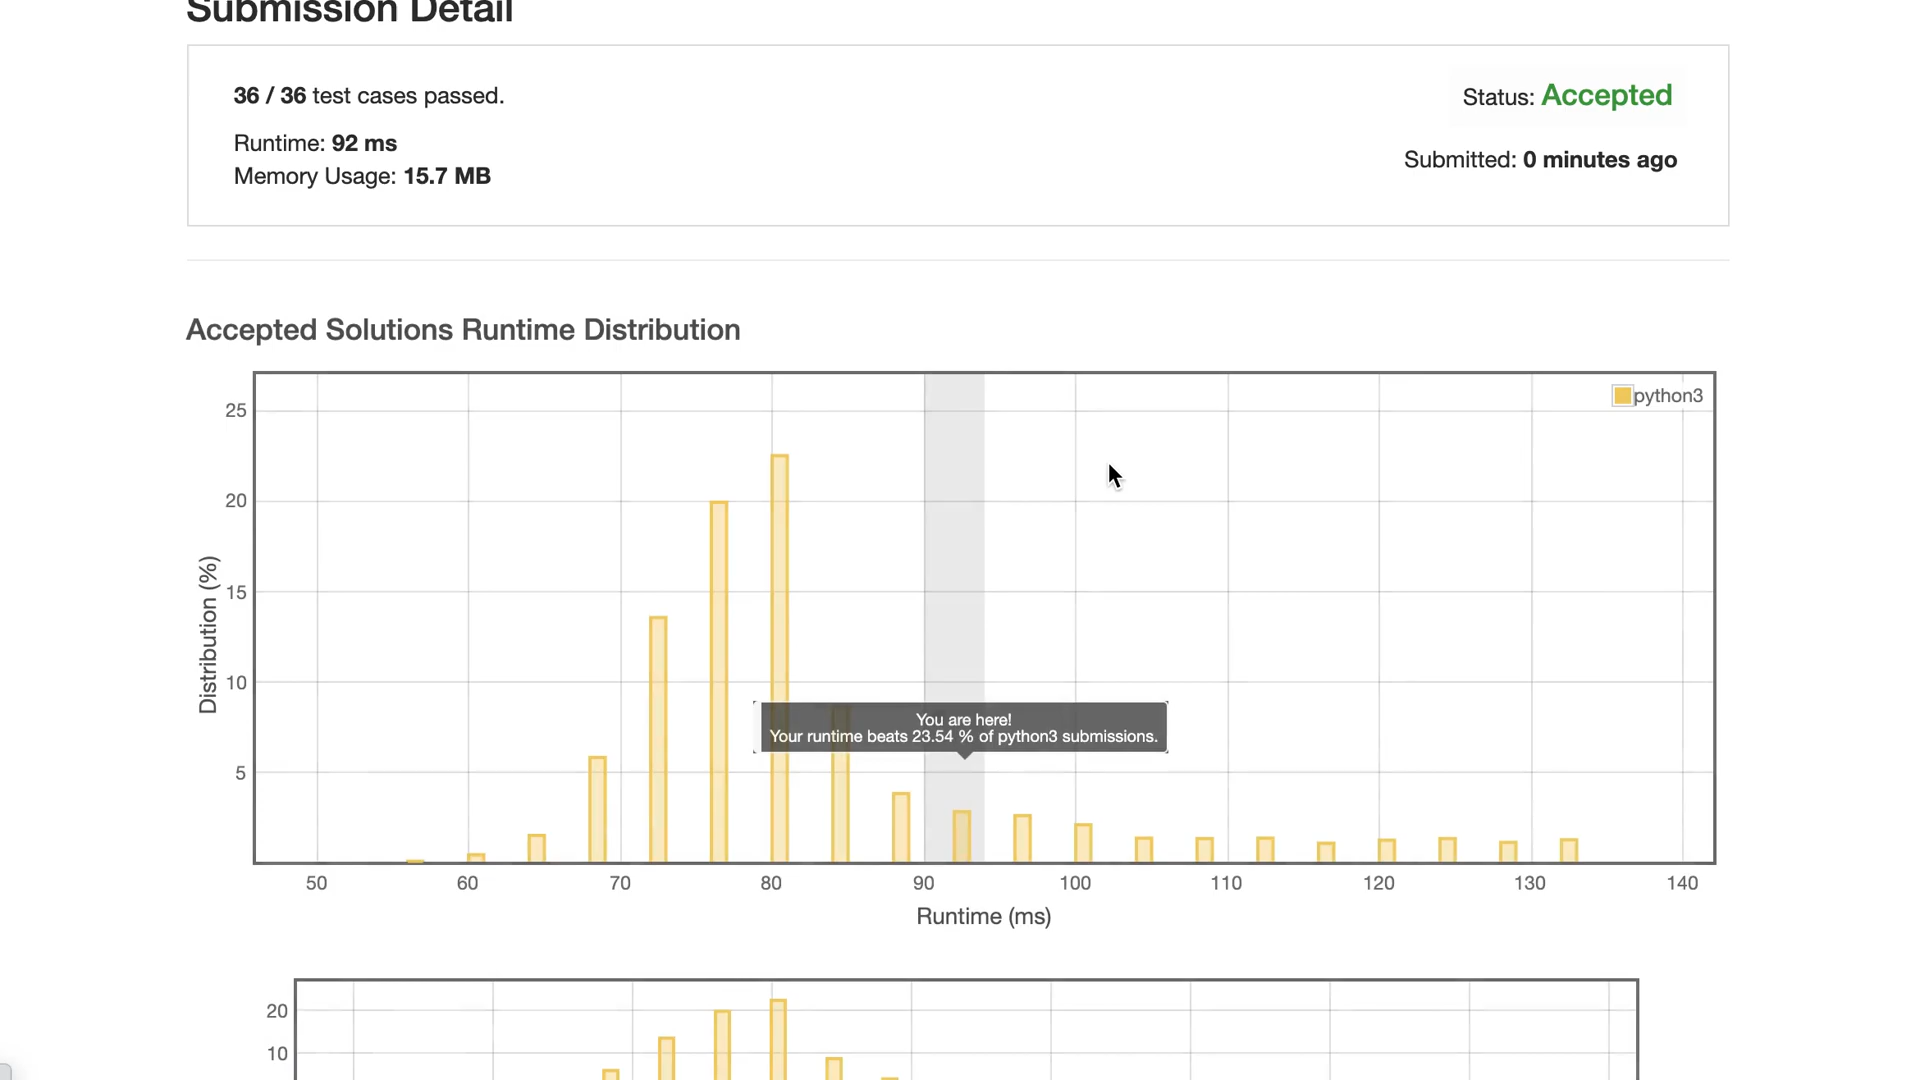 Submission Detail
36 / 36 test cases passed.
Status: Accepted
Runtime: 92 ms
Submitted: 0 minutes ago
Memory Usage: 15.7 MB
Accepted Solutions Runtime Distribution
python3
25
20
15
10
5
Distribution (%)
You are here!
Your runtime beats 23.54 % of python3 submissions.
50 60 70 80 90 100 110 120 130 140
Runtime (ms)
20
10